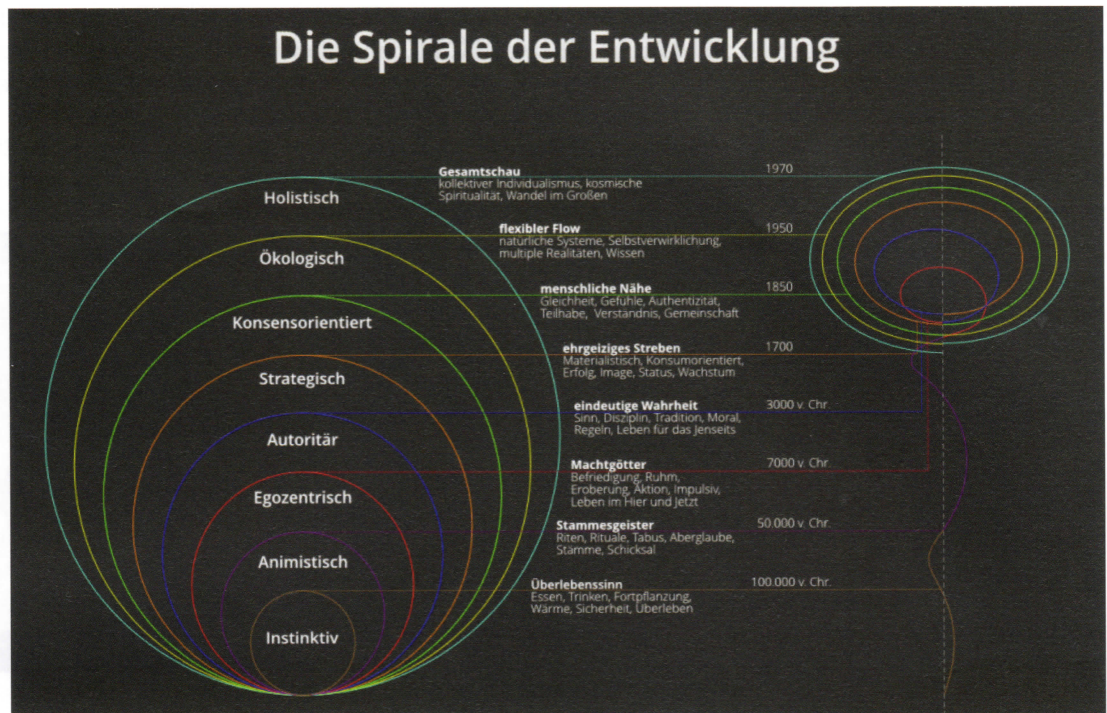 Die Spirale der Entwicklung
Holistisch
Gesamtschau
kollektiver Individualismus, kosmische
Spiritualität, Wandel im Großen
1970
Ökologisch
flexibler Flow
natürliche Systeme, Selbstverwirklichung,
multiple Realitäten, Wissen
1950
Konsensorientiert
menschliche Nähe
Gleichheit, Gefühle, Authentizität,
Teilhabe, Verständnis, Gemeinschaft
1850
Strategisch
ehrgeiziges Streben
Materialistisch, Konsumorientiert,
Erfolg, Image, Status, Wachstum
1700
Autoritär
eindeutige Wahrheit
Sinn, Disziplin, Tradition, Moral,
Regeln, Leben für das Jenseits
3000 v. Chr.
Egozentrisch
Machtgötter
Befriedigung, Ruhm,
Eroberung, Aktion, Impulsiv,
Leben im Hier und Jetzt
7000 v. Chr.
Animistisch
Stammesgeister
Riten, Rituale, Tabus, Aberglaube,
Stämme, Schicksal
50.000 v. Chr.
Instinktiv
Überlebenssinn
Essen, Trinken, Fortpflanzung,
Wärme, Sicherheit, Überleben
100.000 v. Chr.